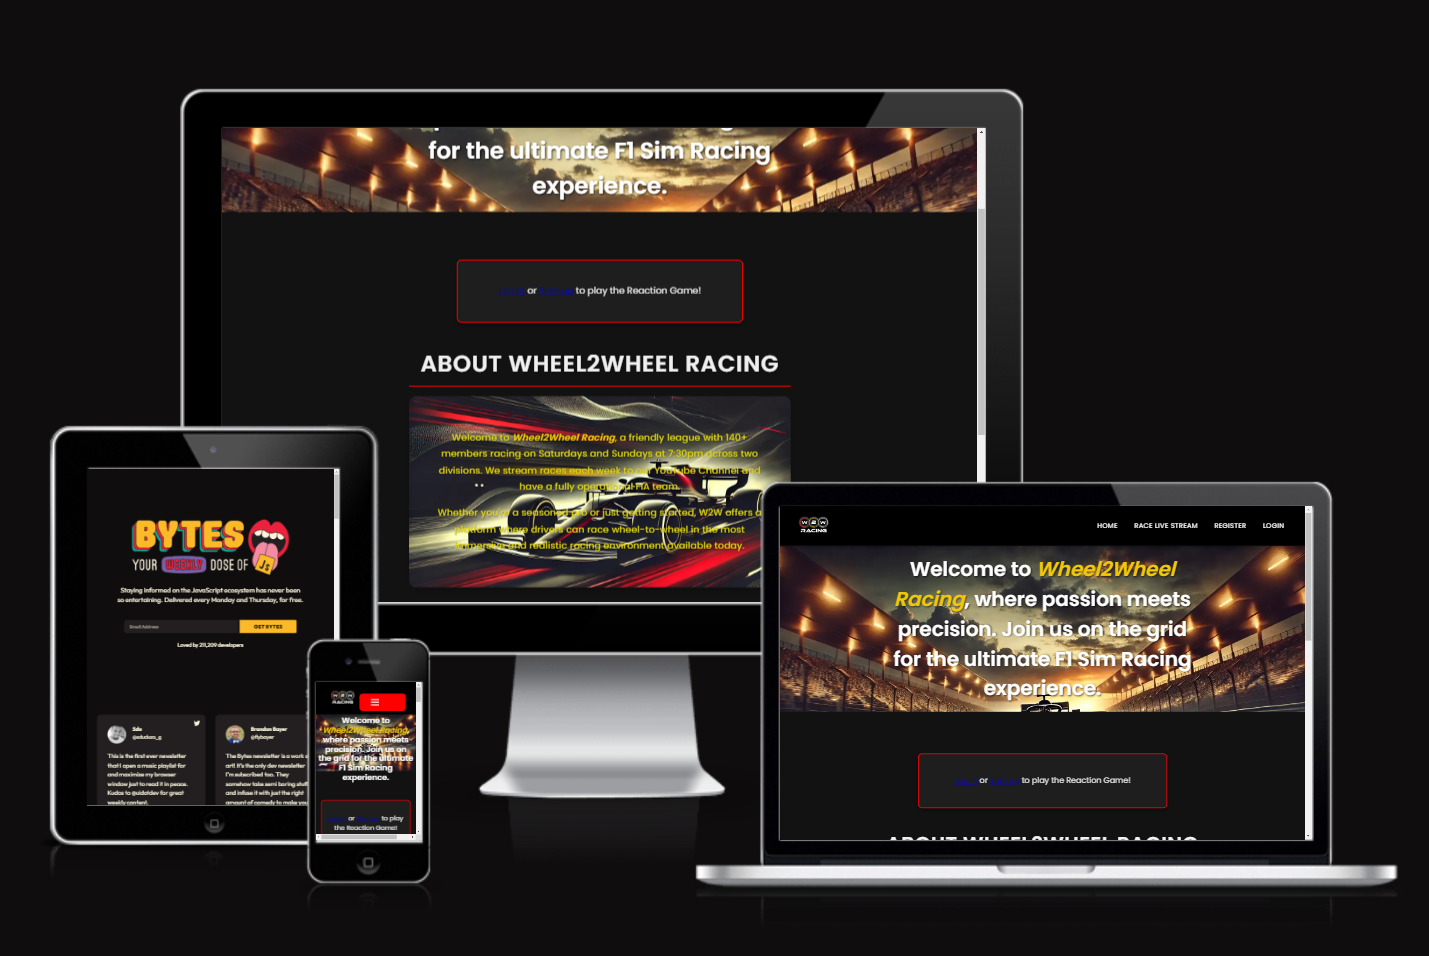 for the ultimate F1 Sim Racing
experience.
or to play the Reaction Game!
ABOUT WHEEL2WHEEL RACING
Welcome to Wheel2Wheel Racing, a friendly league with 140+
members racing on Saturdays and Sundays at 7:30pm across two
divisions. We stream races each week to our YouTube Channel and
have a fully operational FIA team.
Whether you're a seasoned pro or just getting started, W2W offers a
platform where drivers can race wheel-to-wheel in the most
immersive and realistic racing environment available today.
BYTES
YOUR WEEKLY DOSE OF JS
Staying informed on the JavaScript ecosystem has never been
so entertaining. Delivered every Monday and Thursday, for free.
Email Address
GET BYTES
Loved by 211,209 developers
Sdu
@sduduzo_g
This is the first ever newsletter
that I open a music playlist for
and maximize my browser
window just to read it in peace.
Kudos to @uidotdev for great
weekly content.
Brandon Bayer
@flybayer
The Bytes newsletter is a work o
art! It's the only dev newsletter
I'm subscribed too. They
somehow take semi boring stuff
and infuse it with just the right
amount of comedy to make you
W2W
RACING
Welcome to
Wheel2Wheel Racing,
where passion meets
precision. Join us on
the grid for the ultimate
F1 Sim Racing
experience.
or to play
the Reaction Game!
W2W
RACING
HOME RACE LIVE STREAM REGISTER LOGIN
Welcome to Wheel2Wheel
Racing, where passion meets
precision. Join us on the grid
for the ultimate F1 Sim Racing
experience.
or to play the Reaction Game!
ABOUT WHEEL2WHEEL RACING